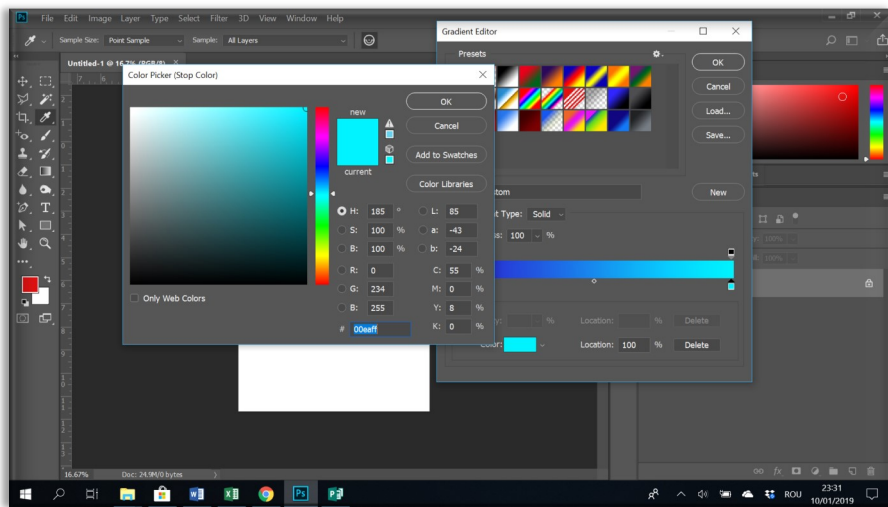 Ps File Edit Image Layer Type Select Filter 3D View Window Help
Sample Size: Point Sample Sample: All Layers
Untitled-1 @ 16.7% (RGB/8) ×
Color Picker (Stop Color)
new
current
OK
Cancel
Add to Swatches
Color Libraries
H: 185 °
S: 100 %
B: 100 %
R: 0
G: 234
B: 255
# 00eaff
L: 85
a: -43
b: -24
C: 55 %
M: 0 %
Y: 8 %
K: 0 %
Only Web Colors
Gradient Editor
Presets
OK
Cancel
Load...
Save...
New
Type: Solid
100 %
% Location: % Delete
Color: Location: 100 % Delete
16.67% Doc: 24.9M/0 bytes
fx
Ps
ROU
23:31
10/01/2019